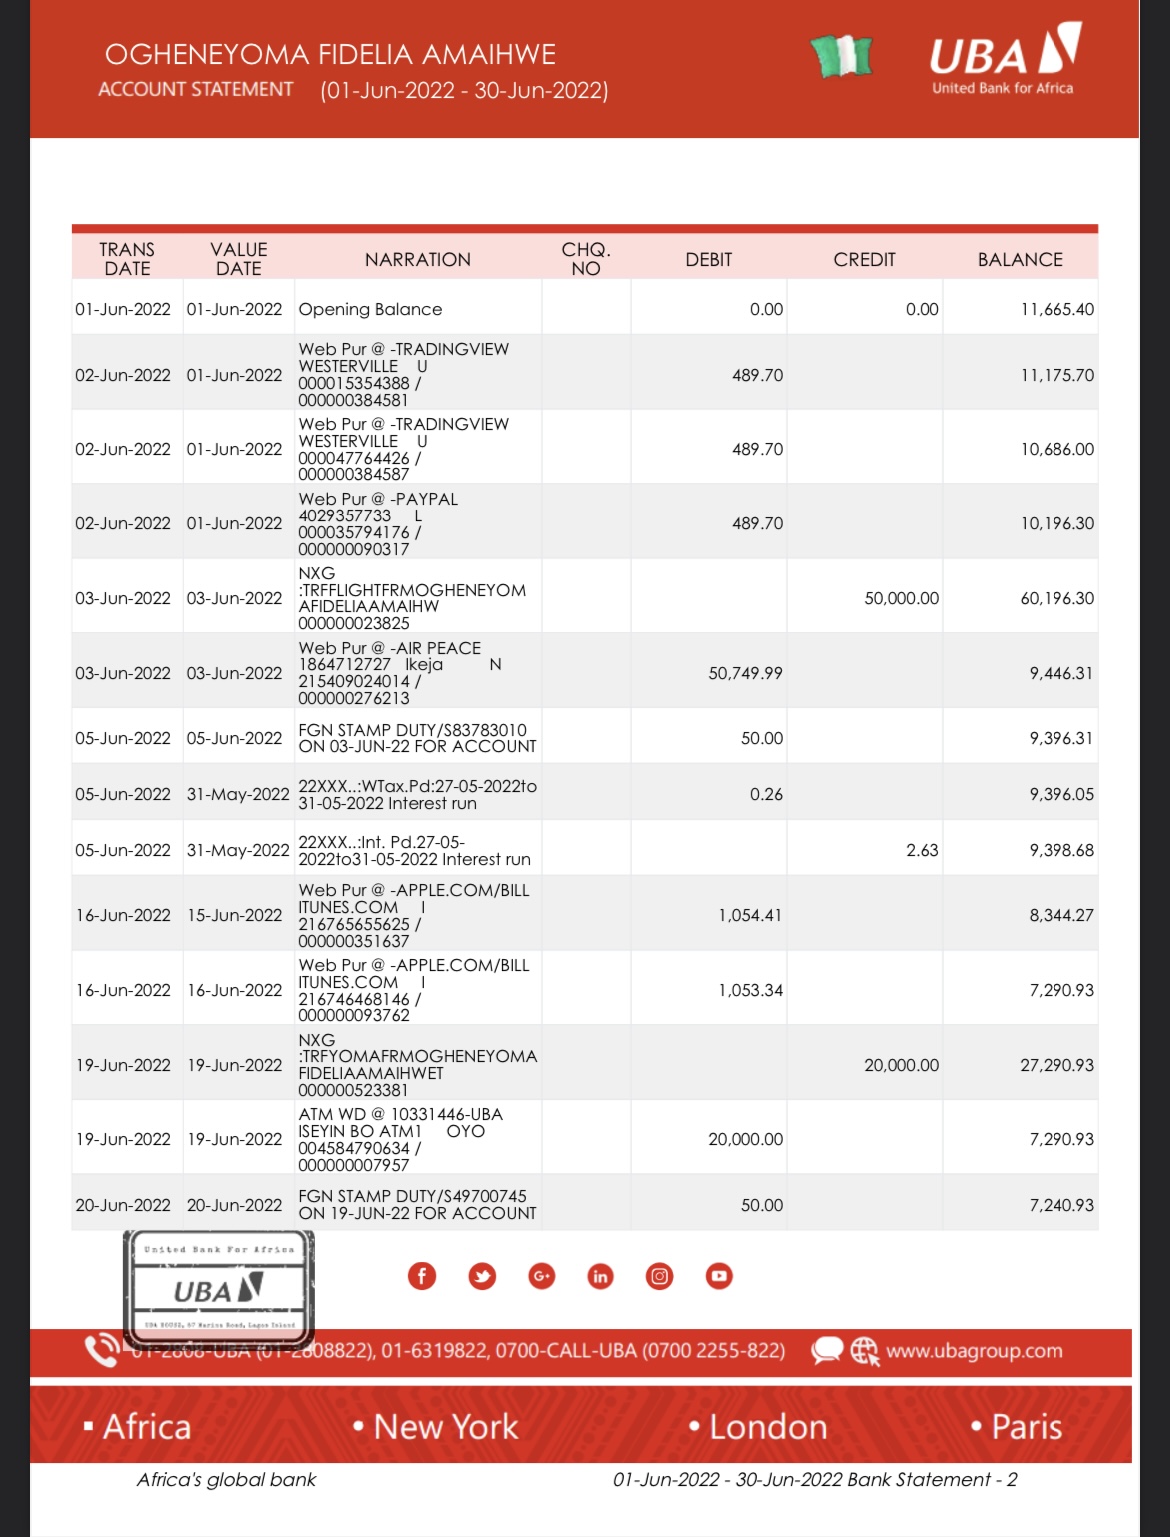 OGHENEYOMA FIDELIA AMAIHWE
ACCOUNT STATEMENT (01-Jun-2022 - 30-Jun-2022)
UBA
United Bank for Africa
TRANS DATE VALUE DATE NARRATION CHQ. NO DEBIT CREDIT BALANCE
01-Jun-2022 01-Jun-2022 Opening Balance 0.00 0.00 11,665.40
Web Pur @ -TRADINGVIEW
WESTERVILLE U
02-Jun-2022 01-Jun-2022 000015354388 / 489.70 11,175.70
000000384581
Web Pur @ -TRADINGVIEW
WESTERVILLE U
02-Jun-2022 01-Jun-2022 000047764426 / 489.70 10,686.00
000000384587
Web Pur @ -PAYPAL
4029357733 L
02-Jun-2022 01-Jun-2022 000035794176 / 489.70 10,196.30
000000090317
NXG
:TRFFLIGHTFRMOGHENEYOM
03-Jun-2022 03-Jun-2022 AFIDELIAAMAIHW 50,000.00 60,196.30
000000023825
Web Pur @ -AIR PEACE
1864712727 Ikeja N
03-Jun-2022 03-Jun-2022 215409024014 / 50,749.99 9,446.31
000000276213
FGN STAMP DUTY/S83783010
05-Jun-2022 05-Jun-2022 ON 03-JUN-22 FOR ACCOUNT 50.00 9,396.31
22XXX..:WTax.Pd:27-05-2022to
05-Jun-2022 31-May-2022 31-05-2022 Interest run 0.26 9,396.05
22XXX..:Int. Pd.27-05-
05-Jun-2022 31-May-2022 2022to31-05-2022 Interest run 2.63 9,398.68
Web Pur @ -APPLE.COM/BILL
ITUNES.COM I
16-Jun-2022 15-Jun-2022 216765655625 / 1,054.41 8,344.27
000000351637
Web Pur @ -APPLE.COM/BILL
ITUNES.COM I
16-Jun-2022 16-Jun-2022 216746468146 / 1,053.34 7,290.93
000000093762
NXG
:TRFYOMAFRMOGHENEYOMA
19-Jun-2022 19-Jun-2022 FIDELIAAMAIHWET 20,000.00 27,290.93
000000523381
ATM WD @ 10331446-UBA
ISEYIN BO ATM1 OYO
19-Jun-2022 19-Jun-2022 004584790634 / 20,000.00 7,290.93
000000007957
FGN STAMP DUTY/S49700745
20-Jun-2022 20-Jun-2022 ON 19-JUN-22 FOR ACCOUNT 50.00 7,240.93
United Bank For Africa
UBA
UBA HOUSE, 57 Marina Road, Lagos Island
01-2808-UBA (01-2808822), 01-6319822, 0700-CALL-UBA (0700 2255-822) www.ubagroup.com
▪ Africa • New York • London • Paris
Africa's global bank 01-Jun-2022 - 30-Jun-2022 Bank Statement - 2